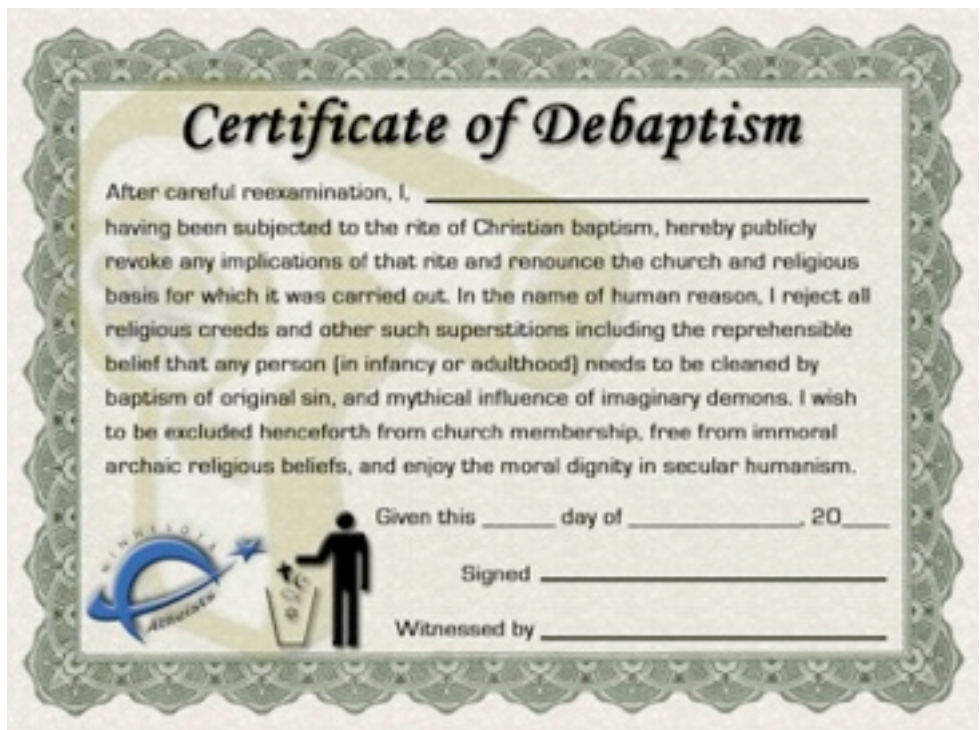 Certificate of Debaptism
After careful reexamination, I,
having been subjected to the rite of Christian baptism, hereby publicly
revoke any implications of that rite and renounce the church and religious
basis for which it was carried out. In the name of human reason, I reject all
religious creeds and other such superstitions including the reprehensible
belief that any person (in infancy or adulthood) needs to be cleaned by
baptism of original sin, and mythical influence of imaginary demons. I wish
to be excluded henceforth from church membership, free from immoral
archaic religious beliefs, and enjoy the moral dignity in secular humanism.
Given this ______ day of ______________, 20____
Signed
Witnessed by
MINNESOTA
Atheists